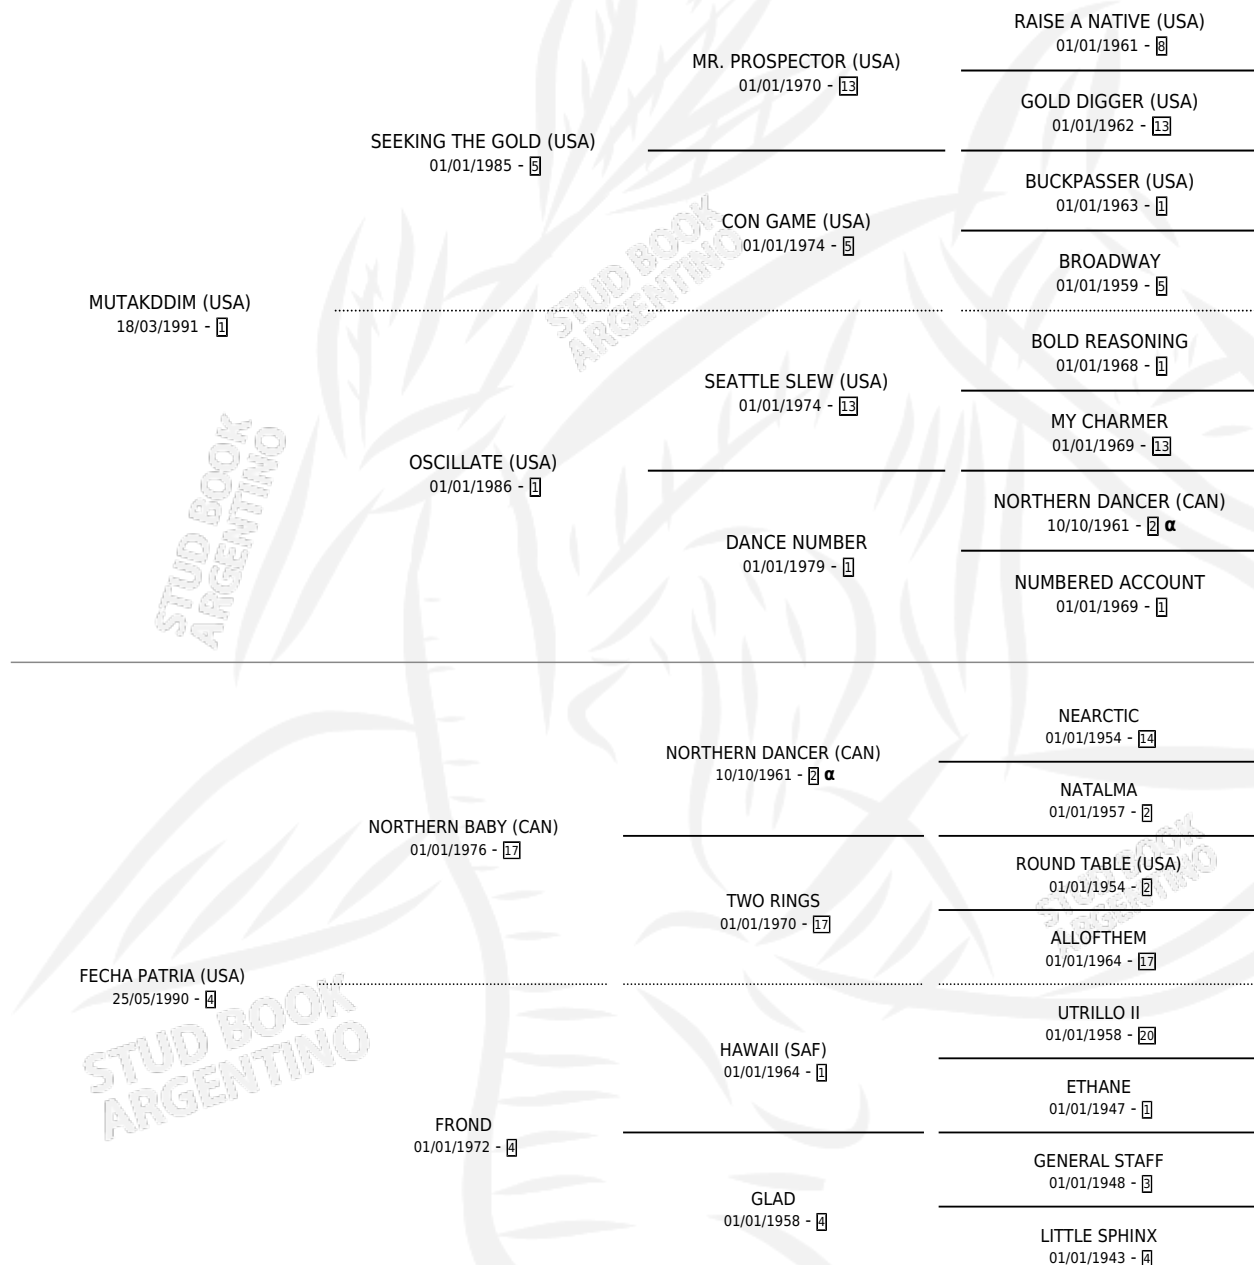 RAISE A NATIVE (USA)
01/01/1961 - 8
MR. PROSPECTOR (USA)
01/01/1970 - 13
GOLD DIGGER (USA)
01/01/1962 - 13
SEEKING THE GOLD (USA)
01/01/1985 - 5
BUCKPASSER (USA)
01/01/1963 - 1
CON GAME (USA)
01/01/1974 - 5
BROADWAY
01/01/1959 - 5
MUTAKDDIM (USA)
18/03/1991 - 1
BOLD REASONING
01/01/1968 - 1
SEATTLE SLEW (USA)
01/01/1974 - 13
MY CHARMER
01/01/1969 - 13
OSCILLATE (USA)
01/01/1986 - 1
NORTHERN DANCER (CAN)
10/10/1961 - 2 α
DANCE NUMBER
01/01/1979 - 1
NUMBERED ACCOUNT
01/01/1969 - 1
NEARCTIC
01/01/1954 - 14
NORTHERN DANCER (CAN)
10/10/1961 - 2 α
NATALMA
01/01/1957 - 2
NORTHERN BABY (CAN)
01/01/1976 - 17
ROUND TABLE (USA)
01/01/1954 - 2
TWO RINGS
01/01/1970 - 17
ALLOFTHEM
01/01/1964 - 17
FECHA PATRIA (USA)
25/05/1990 - 4
UTRILLO II
01/01/1958 - 20
HAWAII (SAF)
01/01/1964 - 1
ETHANE
01/01/1947 - 1
FROND
01/01/1972 - 4
GENERAL STAFF
01/01/1948 - 3
GLAD
01/01/1958 - 4
LITTLE SPHINX
01/01/1943 - 4
STUD BOOK
ARGENTINO
STUD BOOK
ARGENTINO
STUD BOOK
ARGENTINO
STUD BOOK
ARGENTINO